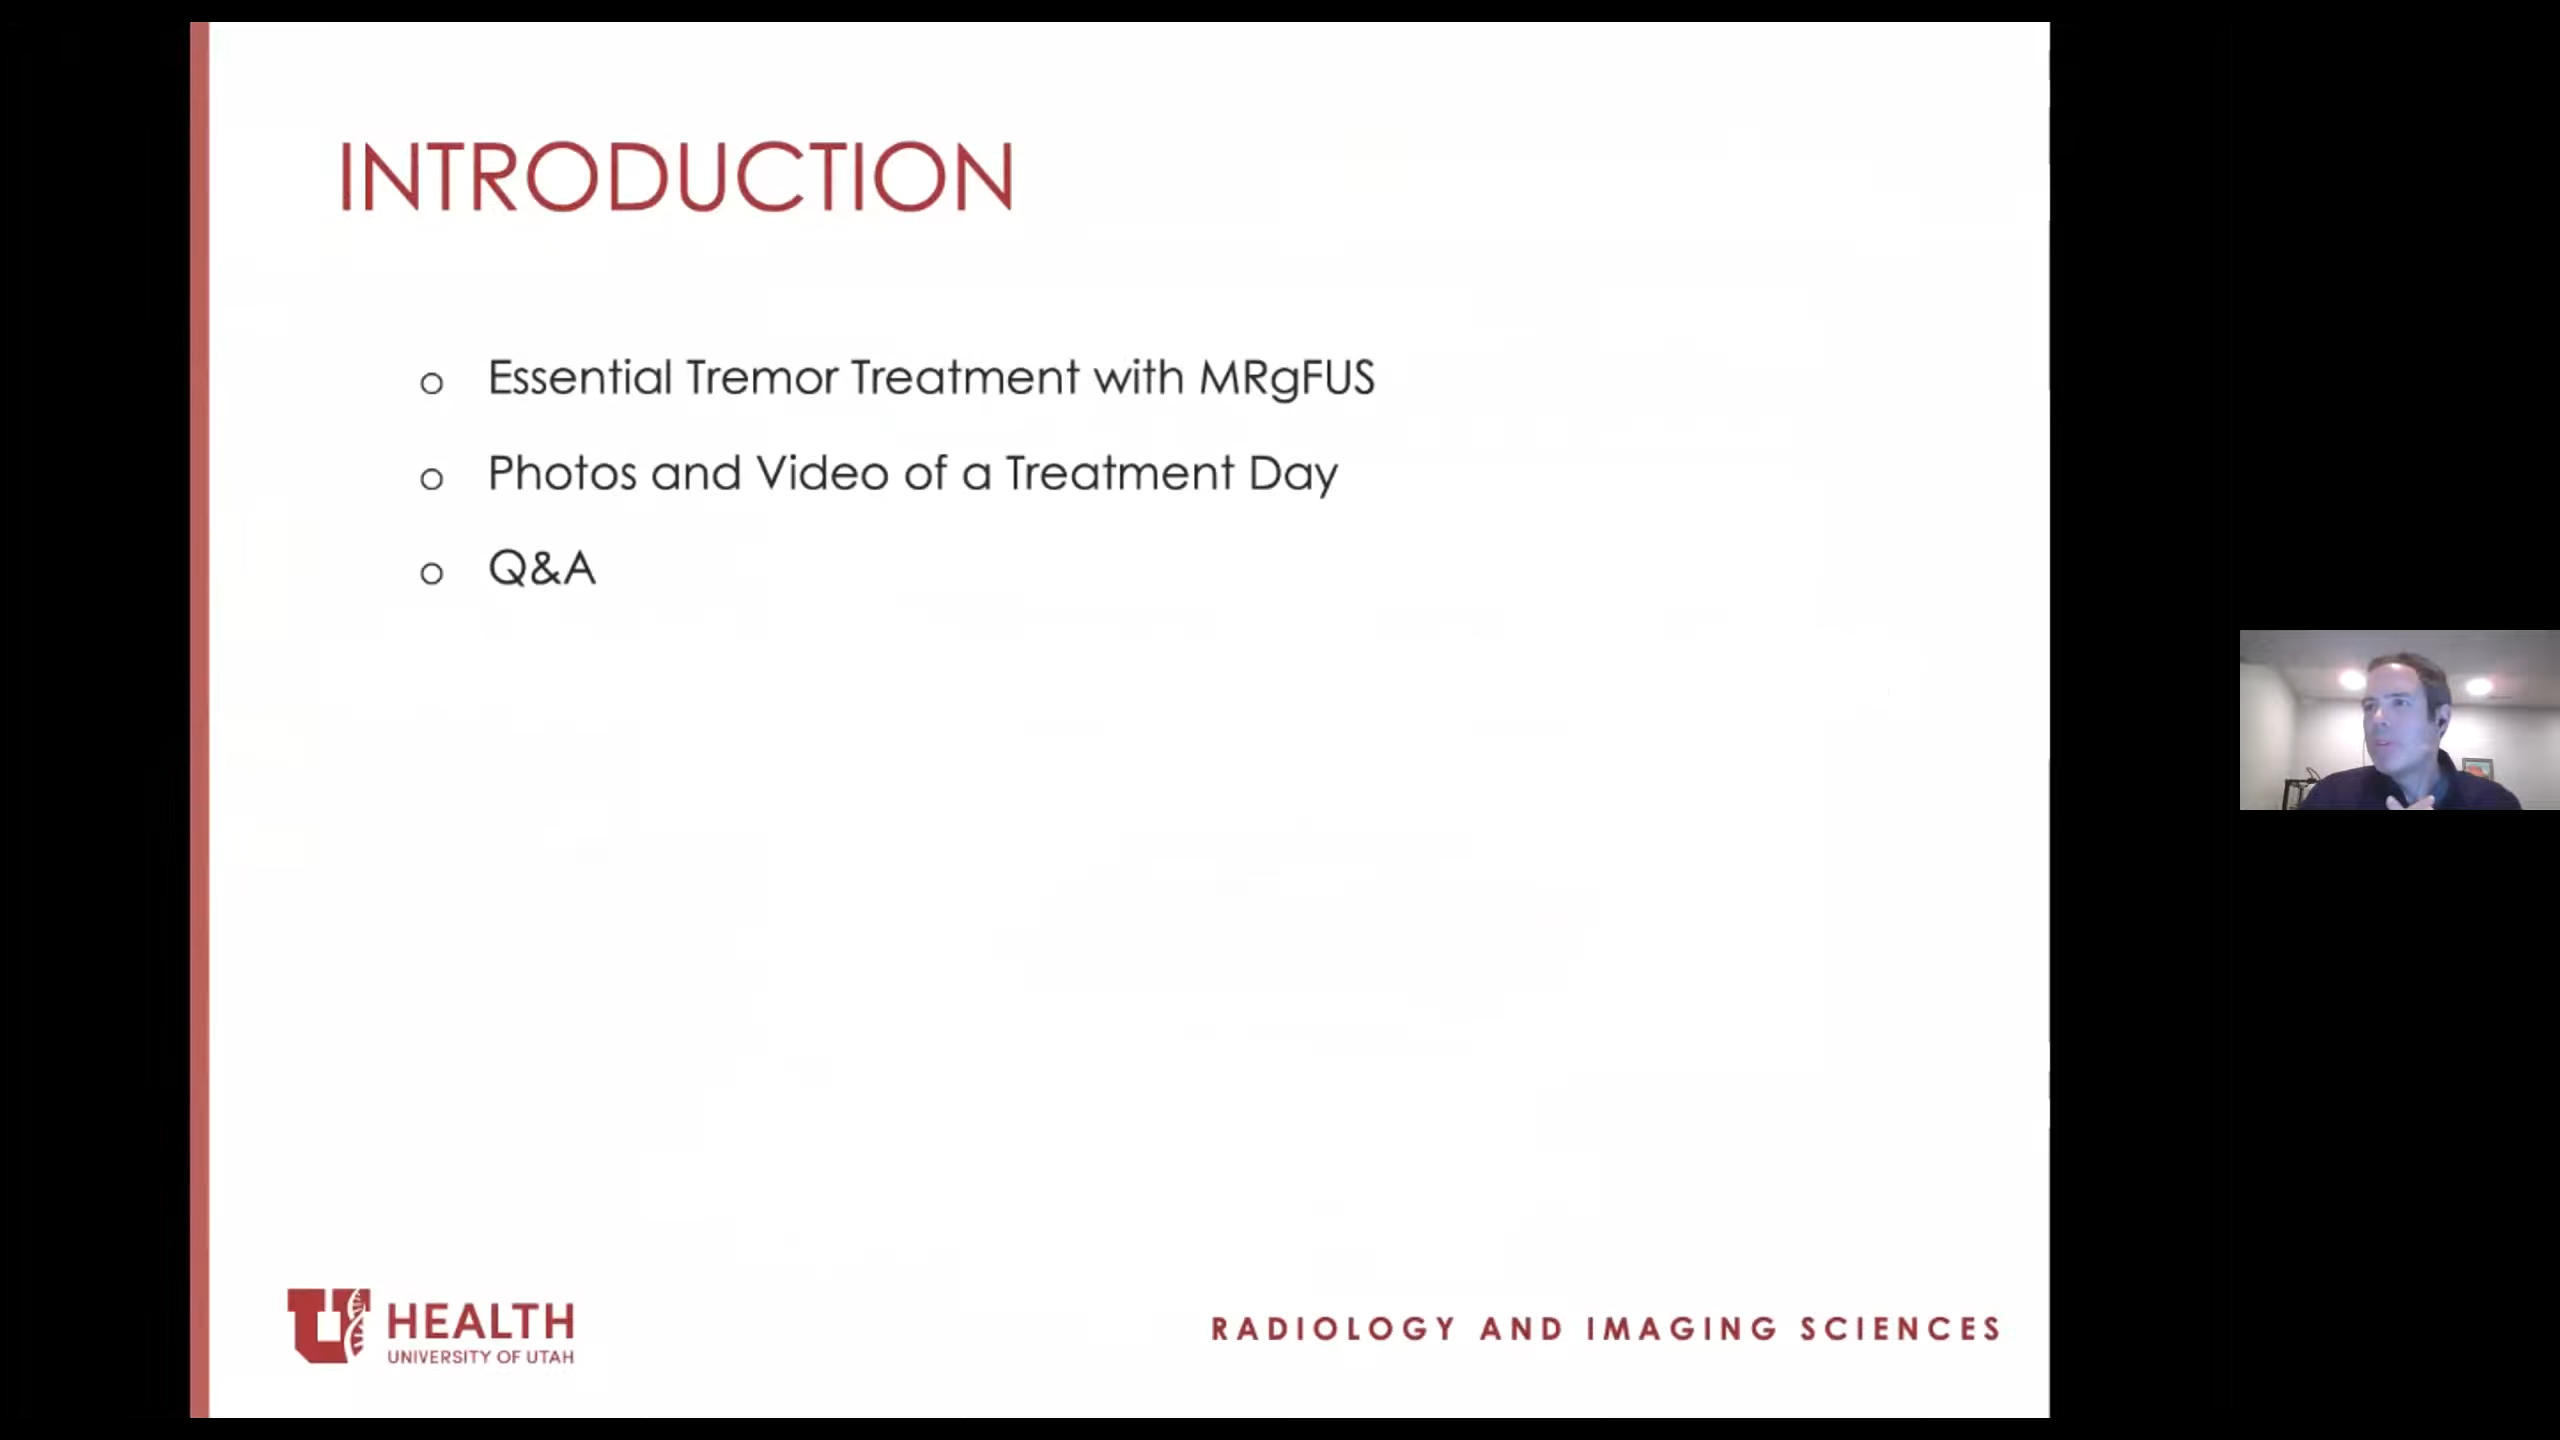 INTRODUCTION
Essential Tremor Treatment with MRgFUS
Photos and Video of a Treatment Day
Q&A
U HEALTH
UNIVERSITY OF UTAH
RADIOLOGY AND IMAGING SCIENCES